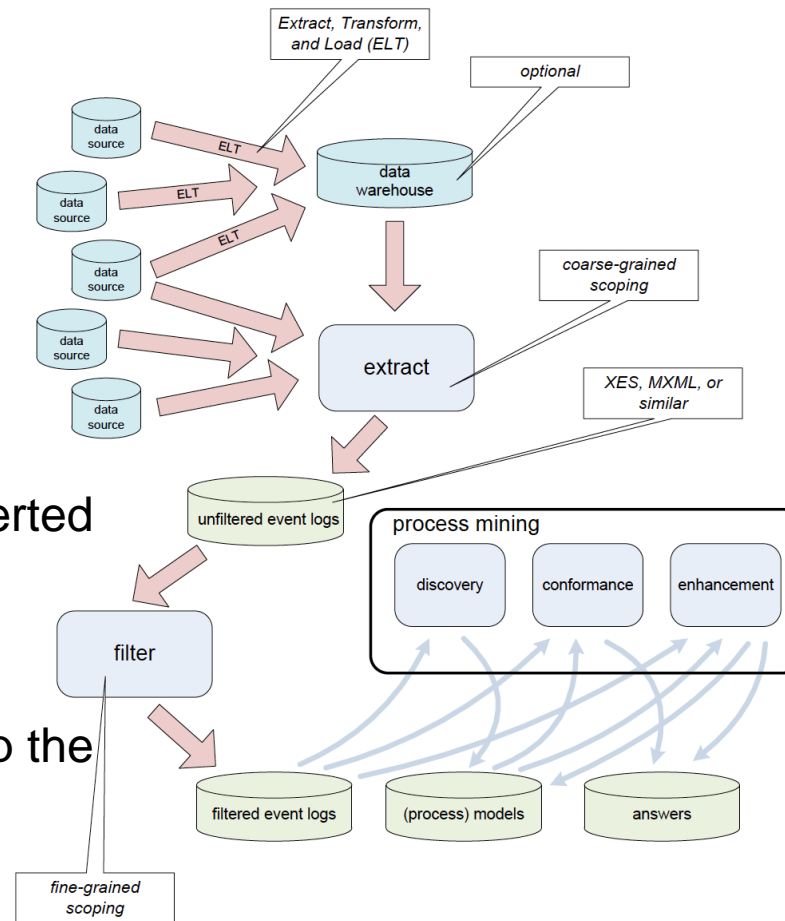 Extract, Transform,
and Load (ELT)
optional
data
source
ELT
data
warehouse
data
source
ELT
data
source
ELT
coarse-grained
scoping
data
source
extract
data
source
XES, MXML, or
similar
erted
unfiltered event logs
process mining
discovery
conformance
enhancement
filter
o the
filtered event logs
(process) models
answers
fine-grained
scoping